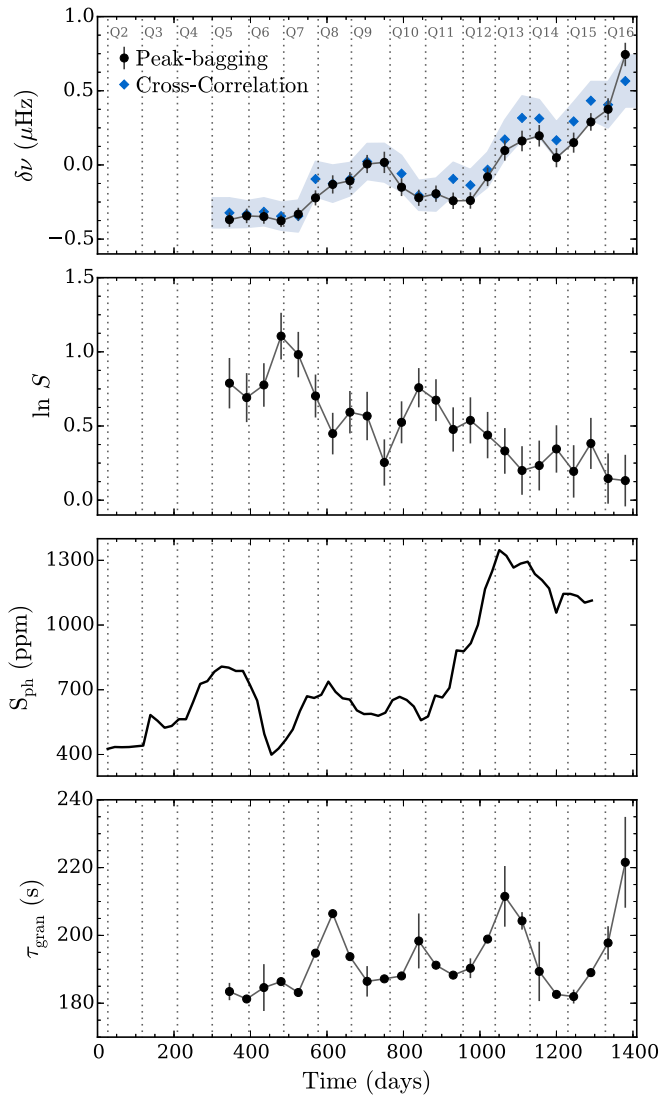 Q2 Q3 Q4 Q5 Q6 Q7 Q8 Q9 Q10 Q11 Q12 Q13 Q14 Q15 Q16
1.0
Peak-bagging
Cross-Correlation
0.5
0.0
−0.5
δν (μHz)
1.5
1.0
0.5
0.0
ln S
1300
1000
700
400
S_ph (ppm)
240
220
200
180
τ_gran (s)
0 200 400 600 800 1000 1200 1400
Time (days)